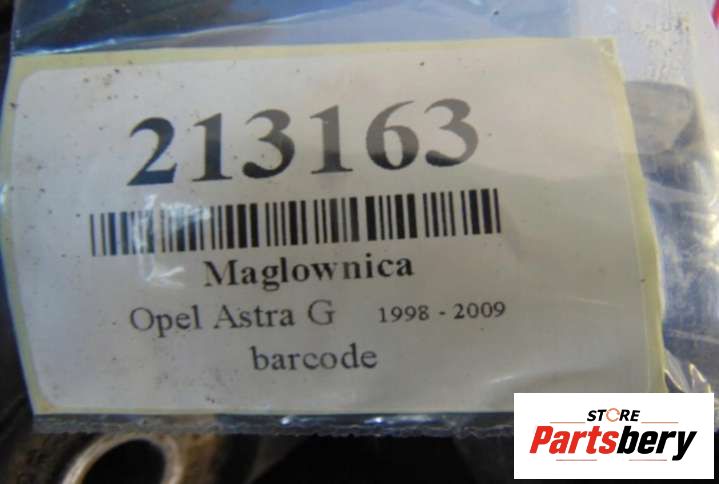 213163
Maglownica
Opel Astra G 1998 - 2009
barcode
STORE
Partsbery